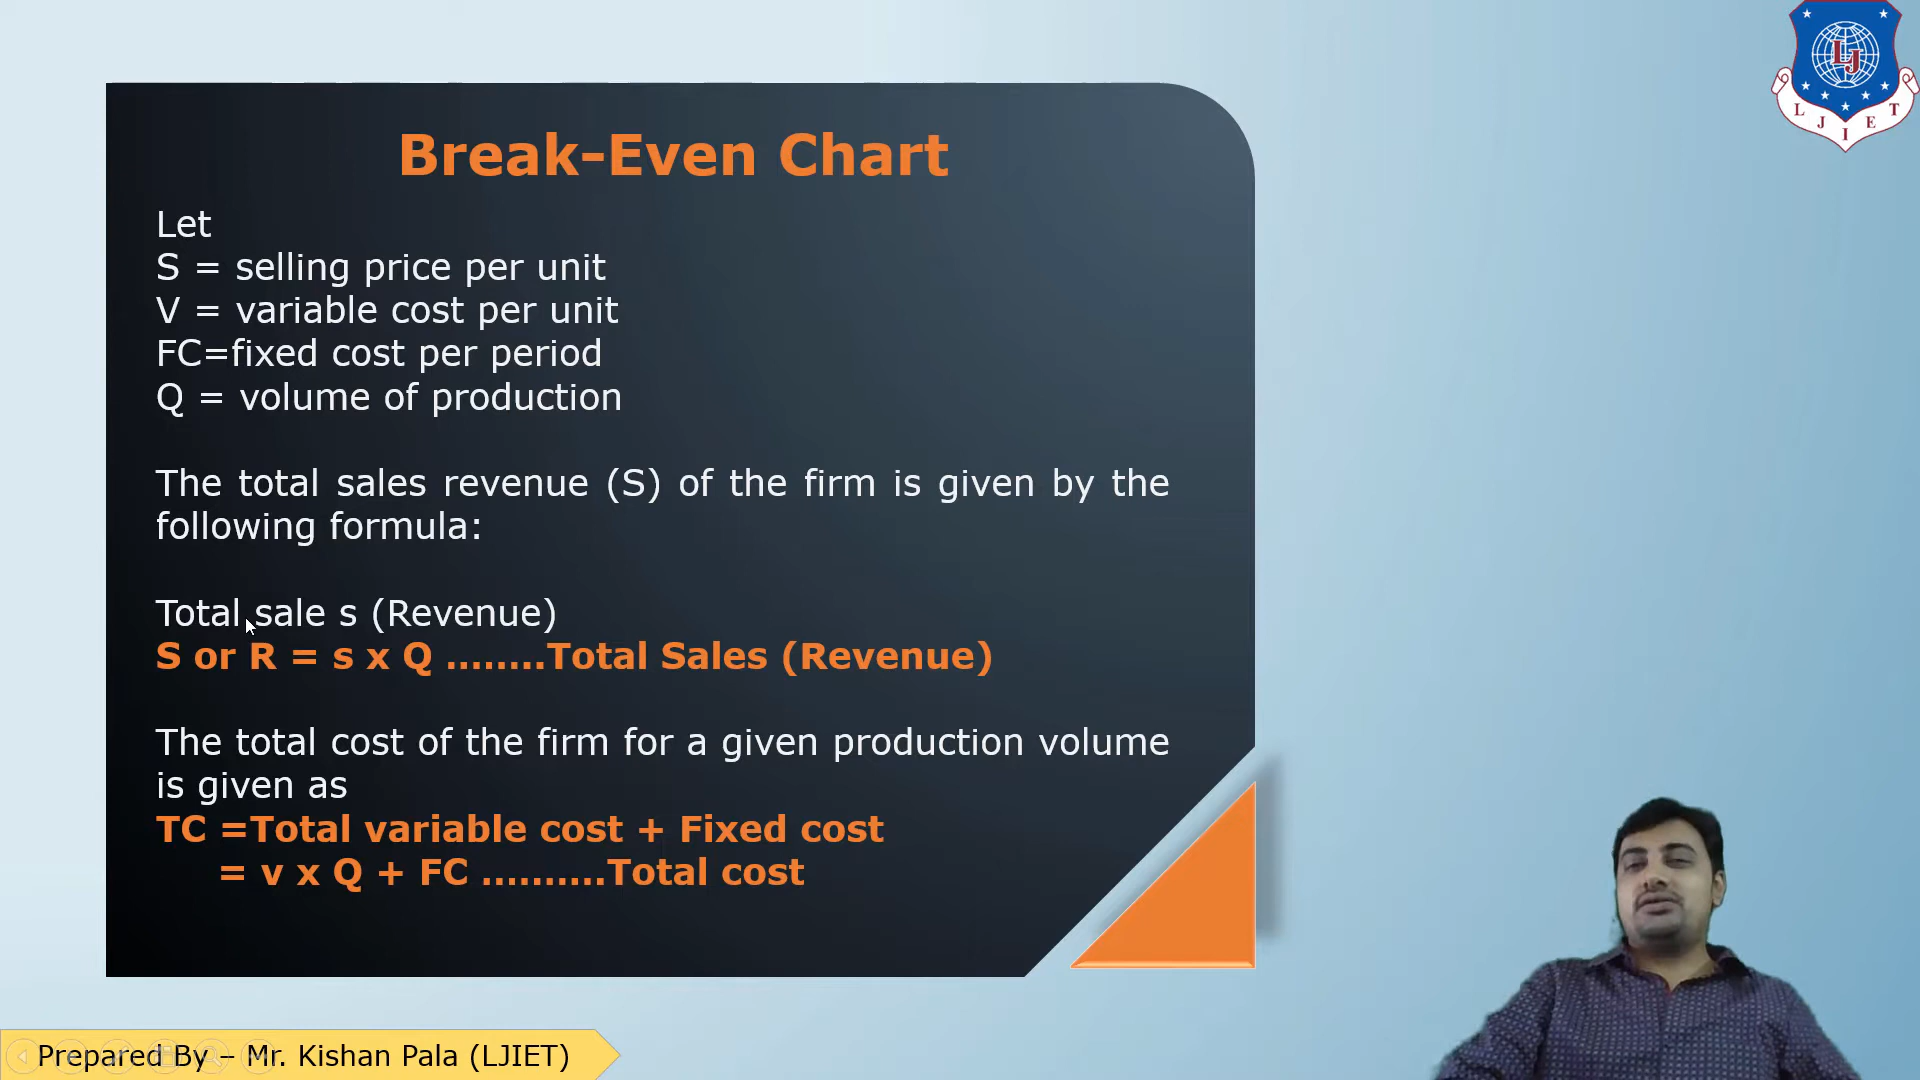 Break-Even Chart
Let
S = selling price per unit
V = variable cost per unit
FC=fixed cost per period
Q = volume of production
The total sales revenue (S) of the firm is given by the
following formula:
Total sale s (Revenue)
S or R = s x Q ........Total Sales (Revenue)
The total cost of the firm for a given production volume
is given as
TC =Total variable cost + Fixed cost
= v x Q + FC ..........Total cost
Prepared By – Mr. Kishan Pala (LJIET)
LJ
L J I E T